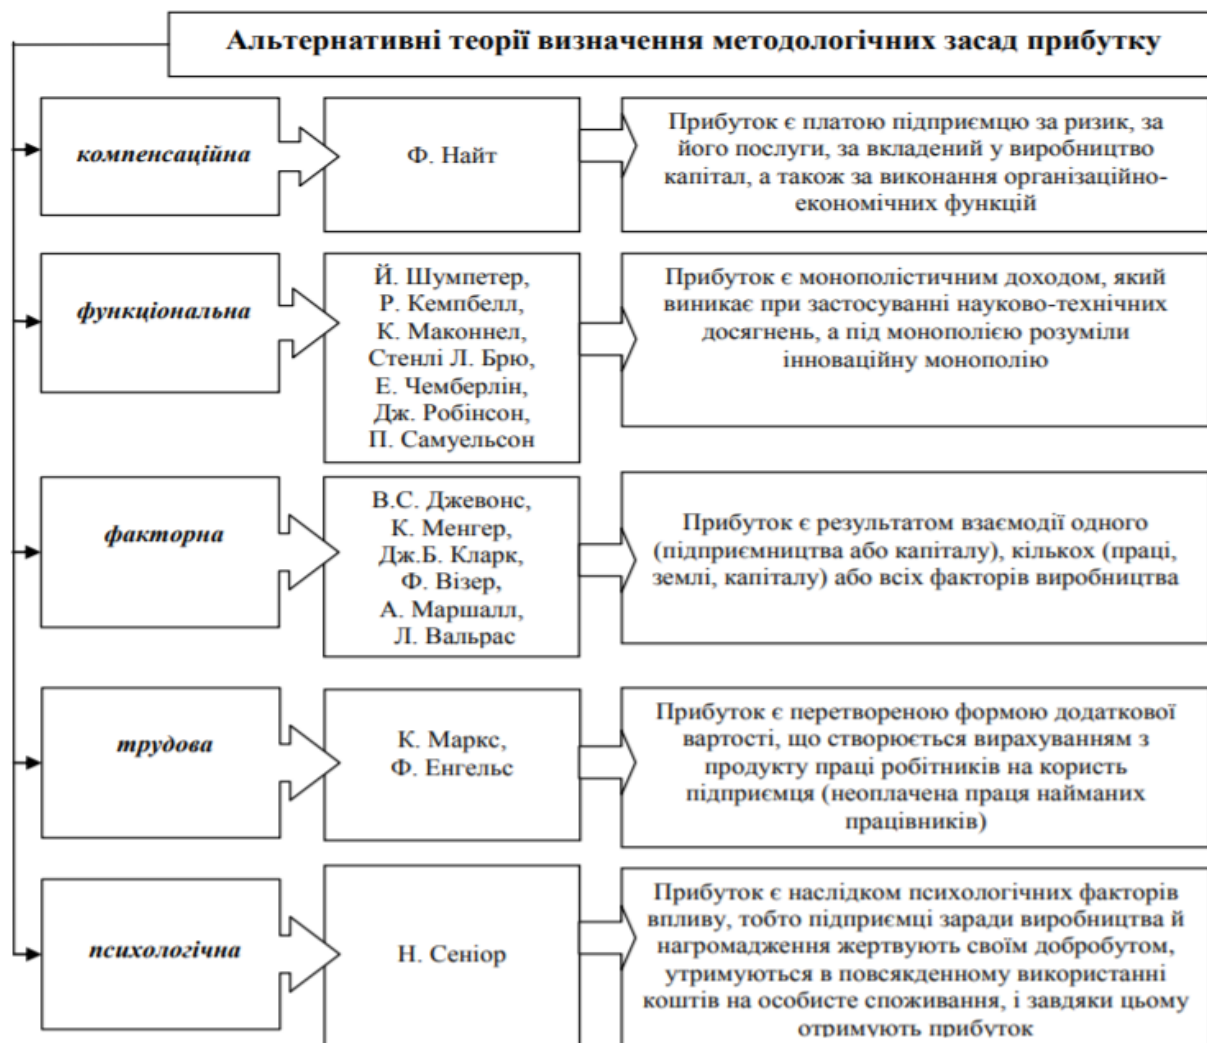 Альтернативні теорії визначення методологічних засад прибутку
компенсаційна
Ф. Найт
Прибуток є платою підприємцю за ризик, за
його послуги, за вкладений у виробництво
капітал, а також за виконання організаційно-
економічних функцій
функціональна
Й. Шумпетер,
Р. Кемпбелл,
К. Маконнел,
Стенлі Л. Брю,
Е. Чемберлін,
Дж. Робінсон,
П. Самуельсон
Прибуток є монополістичним доходом, який
виникає при застосуванні науково-технічних
досягнень, а під монополією розуміли
інноваційну монополію
факторна
В.С. Джевонс,
К. Менгер,
Дж.Б. Кларк,
Ф. Візер,
А. Маршалл,
Л. Вальрас
Прибуток є результатом взаємодії одного
(підприємництва або капіталу), кількох (праці,
землі, капіталу) або всіх факторів виробництва
трудова
К. Маркс,
Ф. Енгельс
Прибуток є перетвореною формою додаткової
вартості, що створюється вирахуванням з
продукту праці робітників на користь
підприємця (неоплачена праця найманих
працівників)
психологічна
Н. Сеніор
Прибуток є наслідком психологічних факторів
впливу, тобто підприємці заради виробництва й
нагромадження жертвують своїм добробутом,
утримуються в повсякденному використанні
коштів на особисте споживання, і завдяки цьому
отримують прибуток